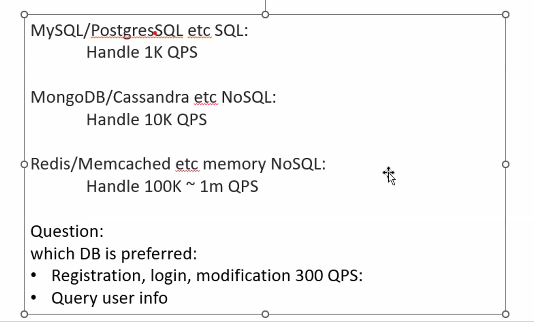 MySQL/PostgresSQL etc SQL:
Handle 1K QPS
MongoDB/Cassandra etc NoSQL:
Handle 10K QPS
Redis/Memcached etc memory NoSQL:
Handle 100K ~ 1m QPS
Question:
which DB is preferred:
• Registration, login, modification 300 QPS:
• Query user info